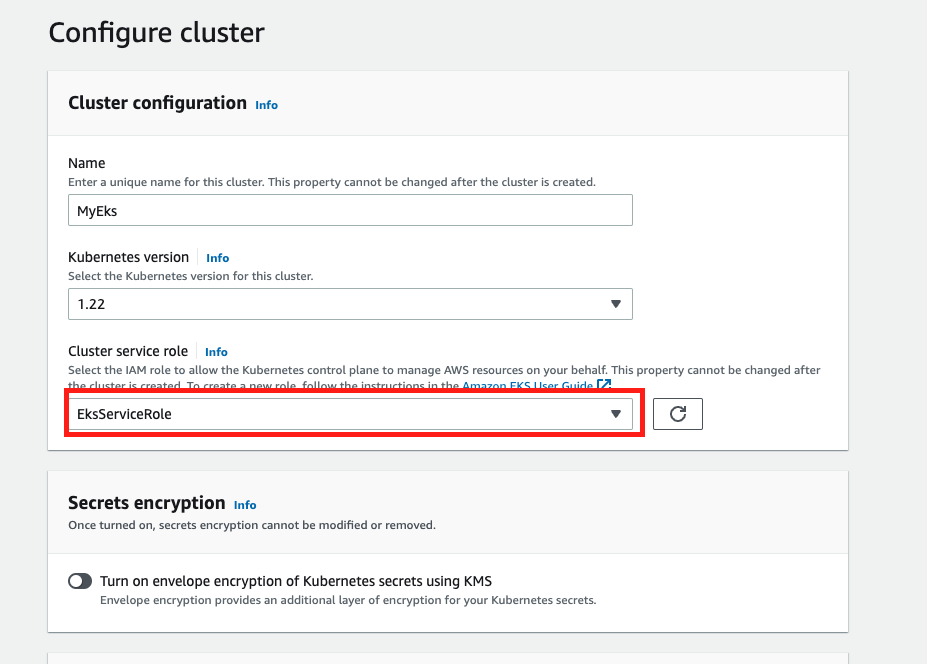 Configure cluster
Cluster configuration Info
Name
Enter a unique name for this cluster. This property cannot be changed after the cluster is created.
MyEks
Kubernetes version Info
Select the Kubernetes version for this cluster.
1.22
Cluster service role Info
Select the IAM role to allow the Kubernetes control plane to manage AWS resources on your behalf. This property cannot be changed after
the cluster is created. To create a new role, follow the instructions in the Amazon EKS User Guide
EksServiceRole
Secrets encryption Info
Once turned on, secrets encryption cannot be modified or removed.
Turn on envelope encryption of Kubernetes secrets using KMS
Envelope encryption provides an additional layer of encryption for your Kubernetes secrets.